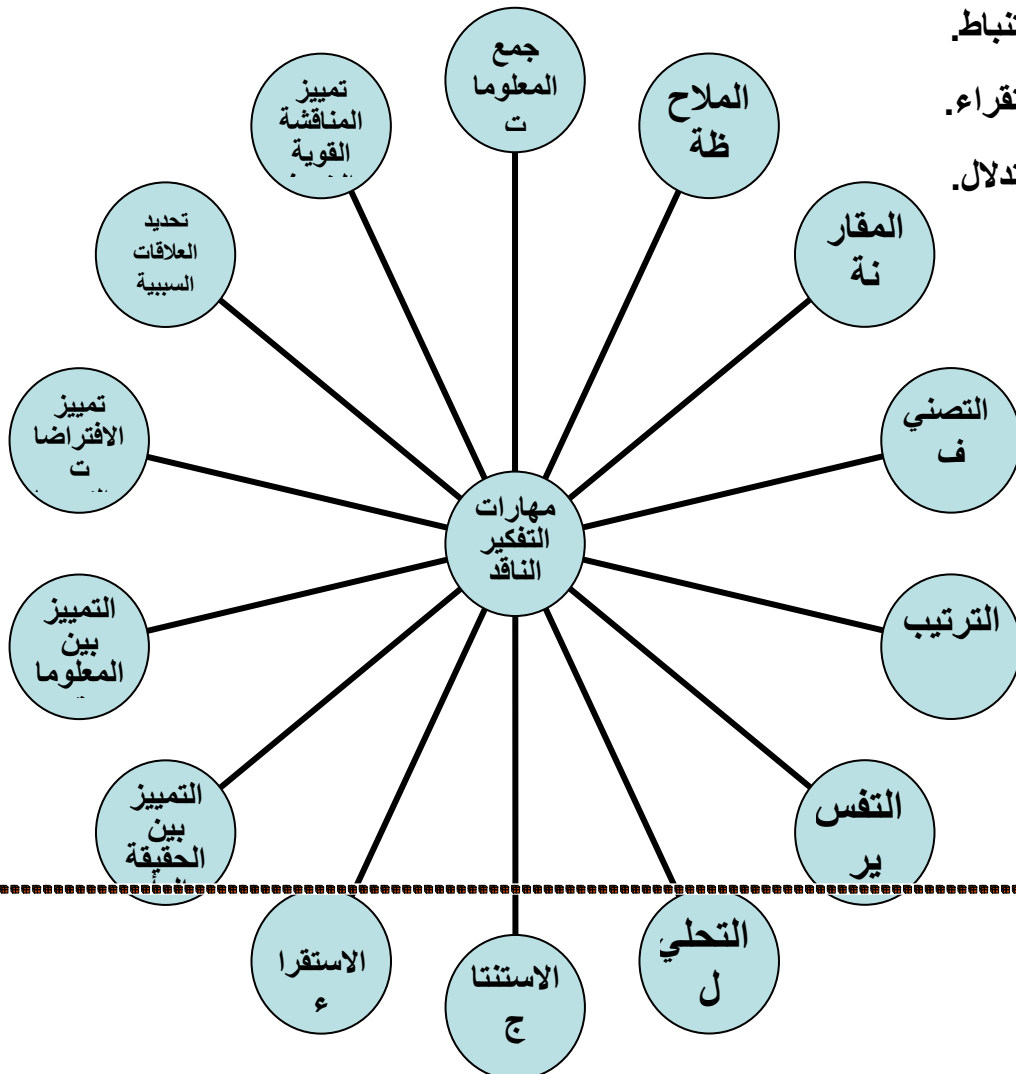 تنباط.
تقراء.
تدلال.
جمع
المعلوما
ت
الملاح
ظة
المقار
نة
التصني
ف
الترتيب
التفس
ير
التحلي
ل
الاستنتا
ج
الاستقرا
ء
التمييز
بين
الحقيقة
التمييز
بين
المعلوما
تمييز
الافتراضا
ت
تحديد
العلاقات
السببية
تمييز
المناقشة
القوية
مهارات
التفكير
الناقد